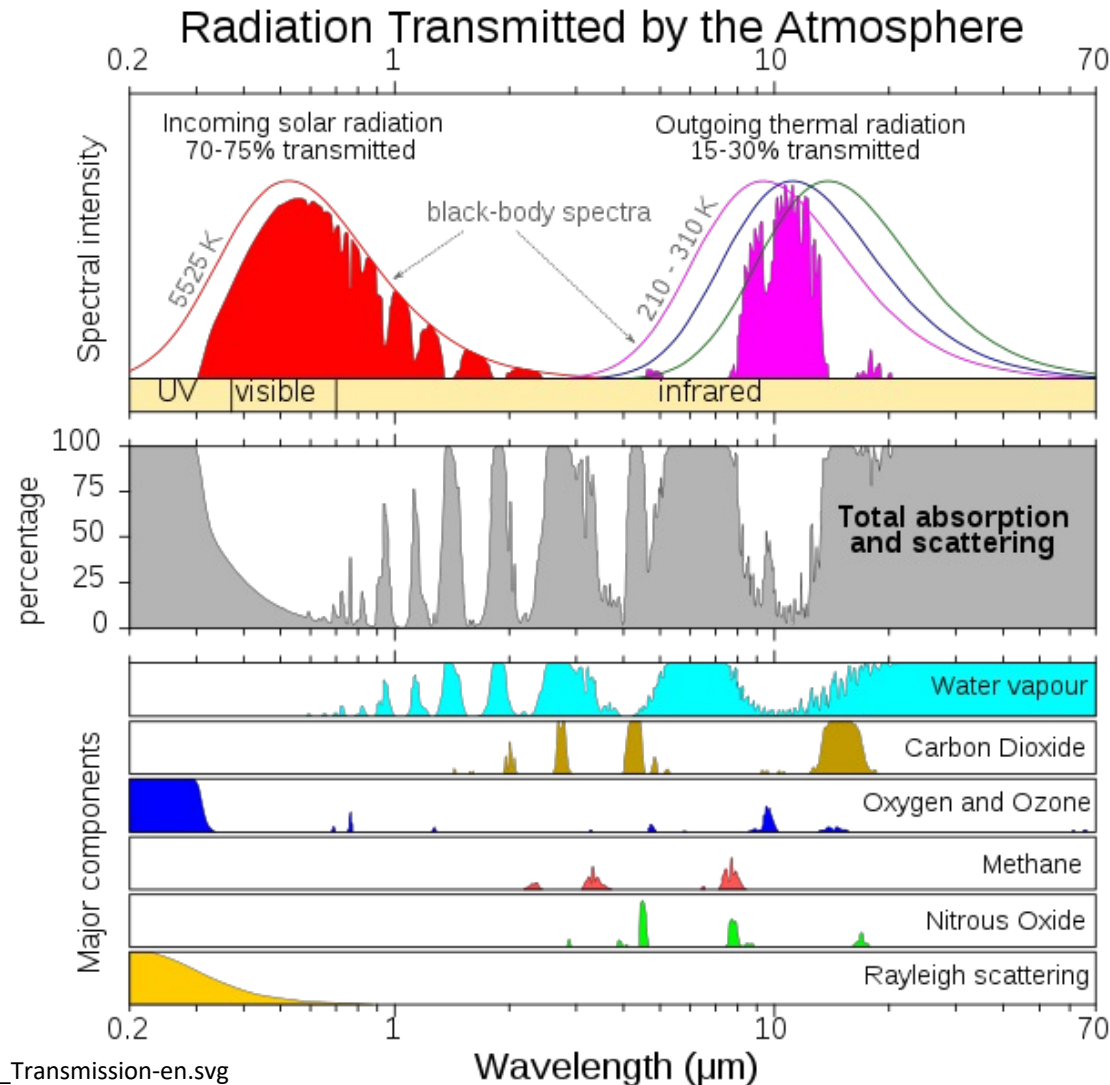 Radiation Transmitted by the Atmosphere
0.2 1 10 70
Spectral intensity
Incoming solar radiation
70-75% transmitted
Outgoing thermal radiation
15-30% transmitted
black-body spectra
5525 K
210 - 310 K
UV visible infrared
percentage
100
75
50
25
0
Total absorption
and scattering
Major components
Water vapour
Carbon Dioxide
Oxygen and Ozone
Methane
Nitrous Oxide
Rayleigh scattering
0.2 1 10 70
Wavelength (μm)
_Transmission-en.svg